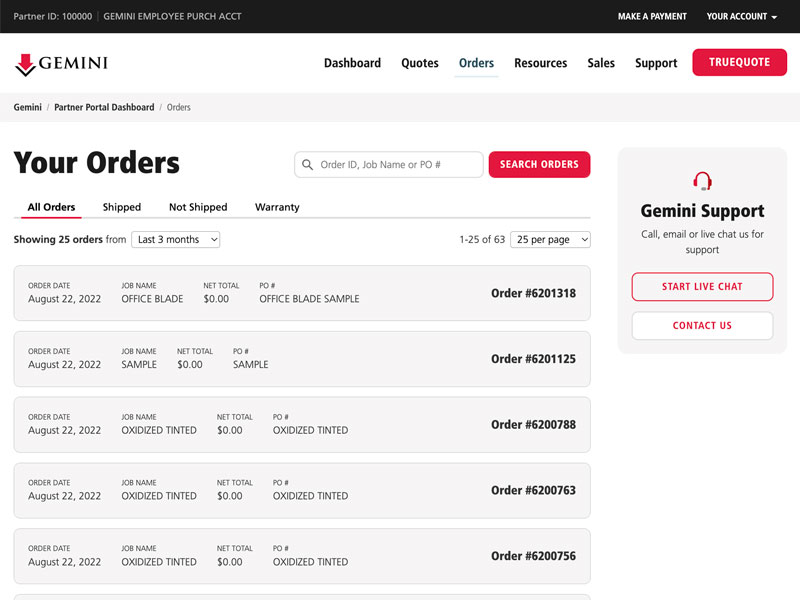 Partner ID: 100000 | GEMINI EMPLOYEE PURCH ACCT
MAKE A PAYMENT
YOUR ACCOUNT
GEMINI
Dashboard
Quotes
Orders
Resources
Sales
Support
TRUEQUOTE
Gemini / Partner Portal Dashboard / Orders
Your Orders
Order ID, Job Name or PO #
SEARCH ORDERS
All Orders
Shipped
Not Shipped
Warranty
Showing 25 orders from Last 3 months
1-25 of 63
25 per page
ORDER DATE JOB NAME NET TOTAL PO #
August 22, 2022 OFFICE BLADE $0.00 OFFICE BLADE SAMPLE
Order #6201318
ORDER DATE JOB NAME NET TOTAL PO #
August 22, 2022 SAMPLE $0.00 SAMPLE
Order #6201125
ORDER DATE JOB NAME NET TOTAL PO #
August 22, 2022 OXIDIZED TINTED $0.00 OXIDIZED TINTED
Order #6200788
ORDER DATE JOB NAME NET TOTAL PO #
August 22, 2022 OXIDIZED TINTED $0.00 OXIDIZED TINTED
Order #6200763
ORDER DATE JOB NAME NET TOTAL PO #
August 22, 2022 OXIDIZED TINTED $0.00 OXIDIZED TINTED
Order #6200756
Gemini Support
Call, email or live chat us for
support
START LIVE CHAT
CONTACT US